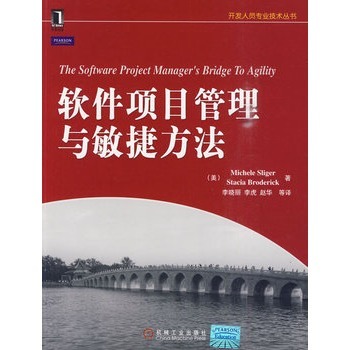 开发人员专业技术丛书
PEARSON
The Software Project Manager's Bridge To Agility
软件项目管理
与敏捷方法
(美) Michele Sliger
Stacia Broderick 著
李晓丽 李虎 赵华 等译
机械工业出版社
China Machine Press
PEARSON
Education